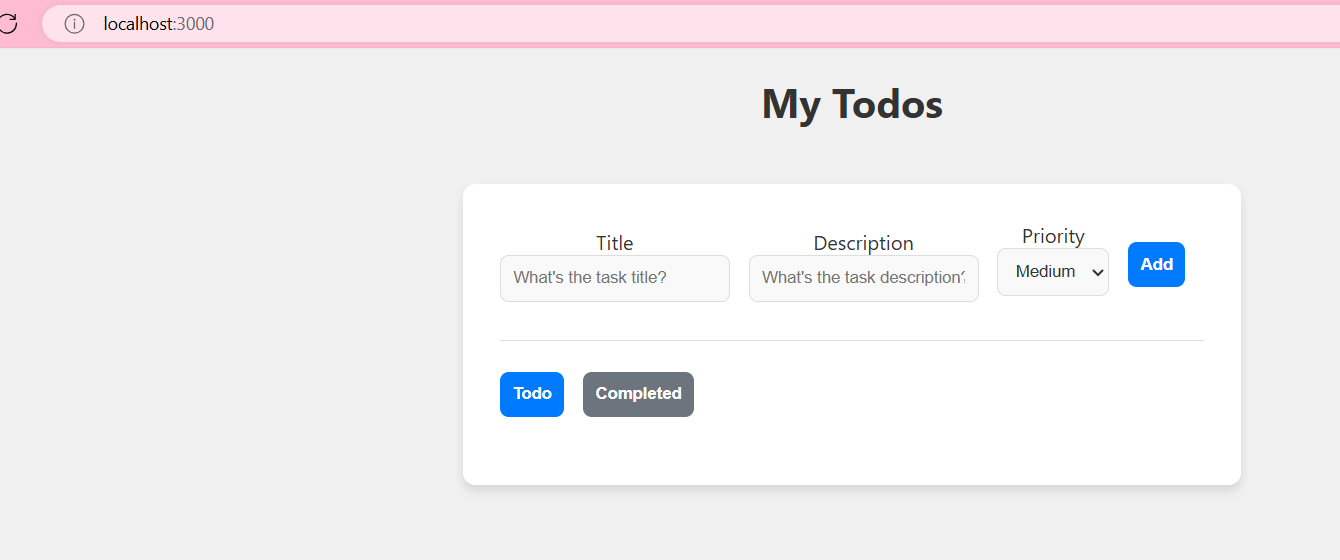 localhost:3000
My Todos
Title
What's the task title?
Description
What's the task description?
Priority
Medium
Add
Todo
Completed